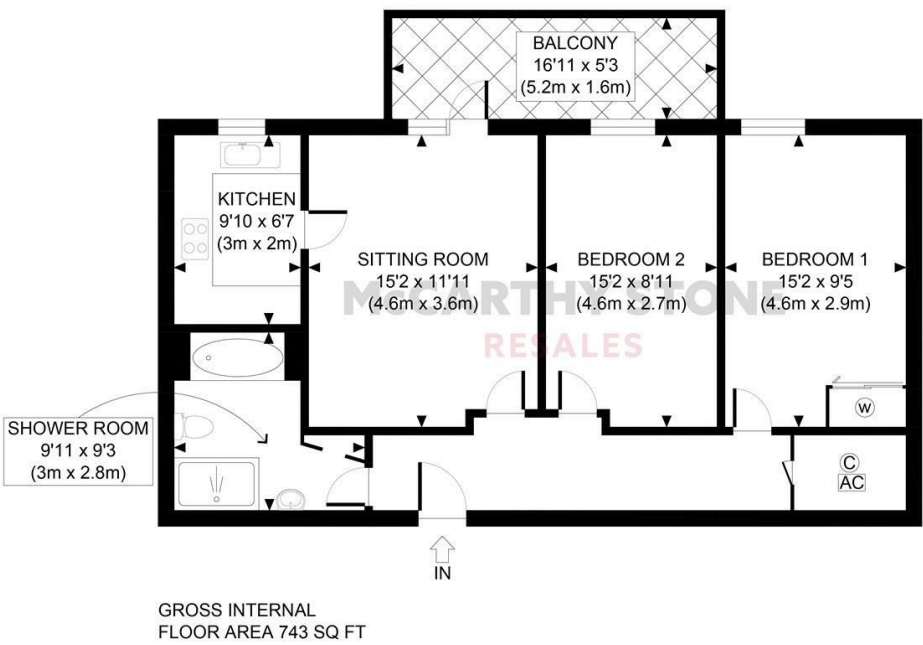 BALCONY
16'11 x 5'3
(5.2m x 1.6m)
KITCHEN
9'10 x 6'7
(3m x 2m)
SITTING ROOM
15'2 x 11'11
(4.6m x 3.6m)
BEDROOM 2
15'2 x 8'11
(4.6m x 2.7m)
BEDROOM 1
15'2 x 9'5
(4.6m x 2.9m)
McCARTHY STONE
RESALES
W
SHOWER ROOM
9'11 x 9'3
(3m x 2.8m)
C
AC
IN
GROSS INTERNAL
FLOOR AREA 743 SQ FT